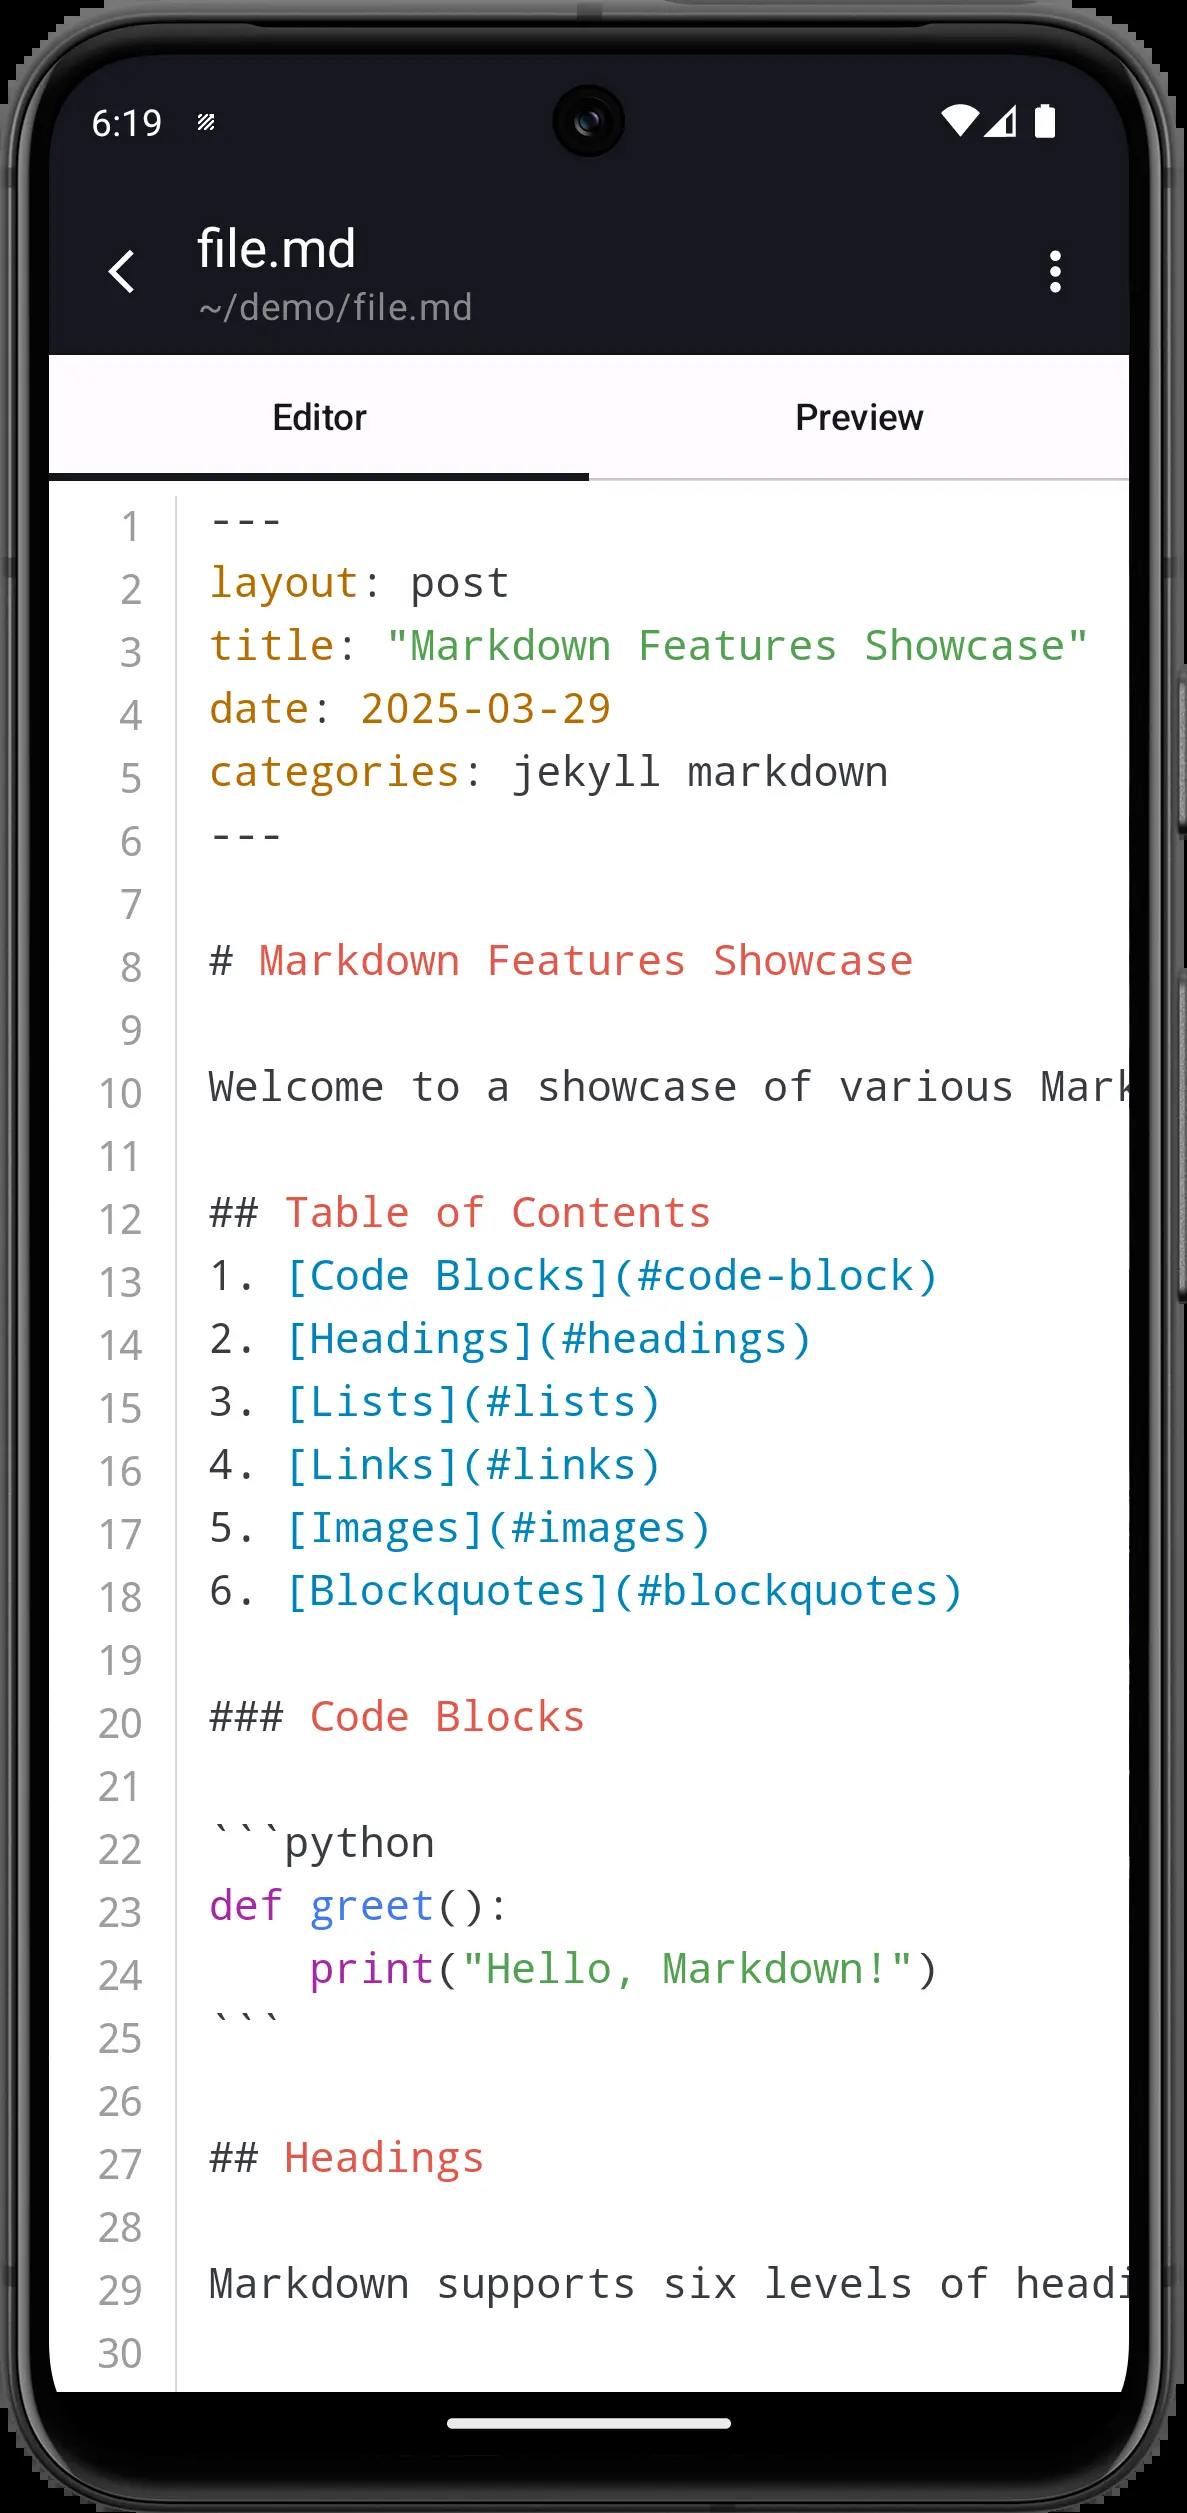 6:19
file.md
~/demo/file.md
Editor Preview
1 ---
2 layout: post
3 title: "Markdown Features Showcase"
4 date: 2025-03-29
5 categories: jekyll markdown
6 ---
7
8 # Markdown Features Showcase
9
10 Welcome to a showcase of various Mark
11
12 ## Table of Contents
13 1. [Code Blocks](#code-block)
14 2. [Headings](#headings)
15 3. [Lists](#lists)
16 4. [Links](#links)
17 5. [Images](#images)
18 6. [Blockquotes](#blockquotes)
19
20 ### Code Blocks
21
22 ```python
23 def greet():
24     print("Hello, Markdown!")
25 ```
26
27 ## Headings
28
29 Markdown supports six levels of headi
30